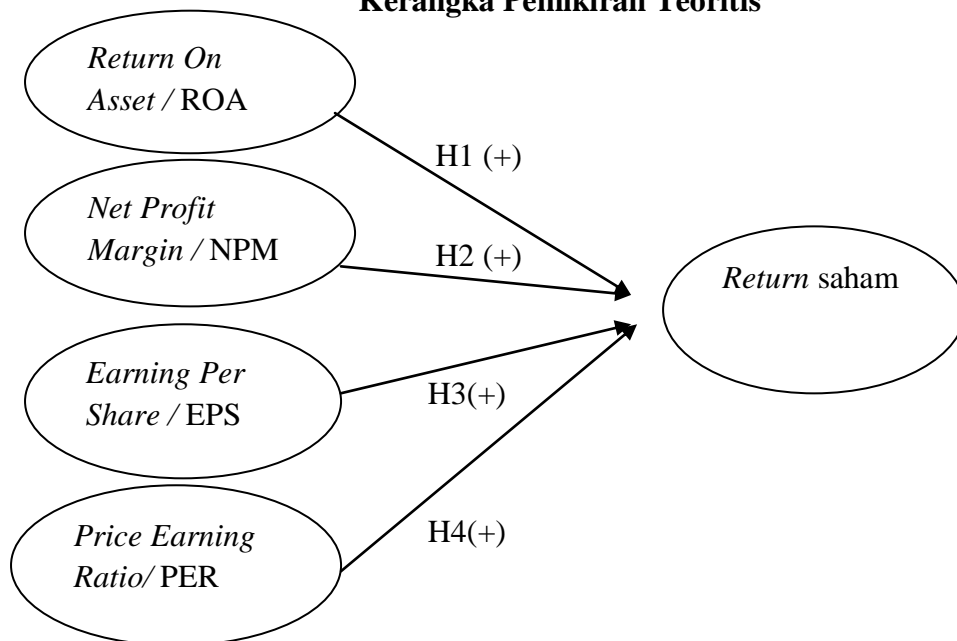 Kerangka Pemikiran Teoritis
Return On
Asset / ROA
H1 (+)
Net Profit
Margin / NPM
H2 (+)
Return saham
Earning Per
Share / EPS
H3(+)
Price Earning
Ratio/ PER
H4(+)